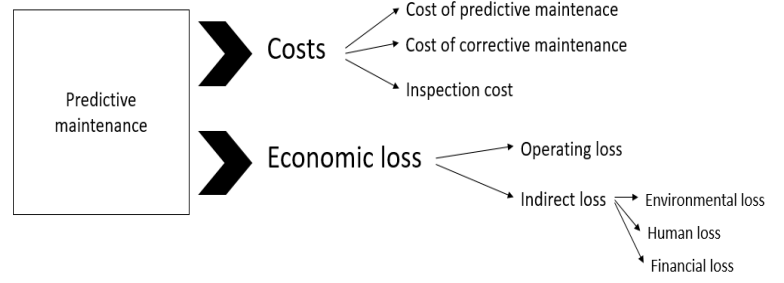 Predictive
maintenance
Costs
Cost of predictive maintenace
Cost of corrective maintenance
Inspection cost
Economic loss
Operating loss
Indirect loss
Environmental loss
Human loss
Financial loss